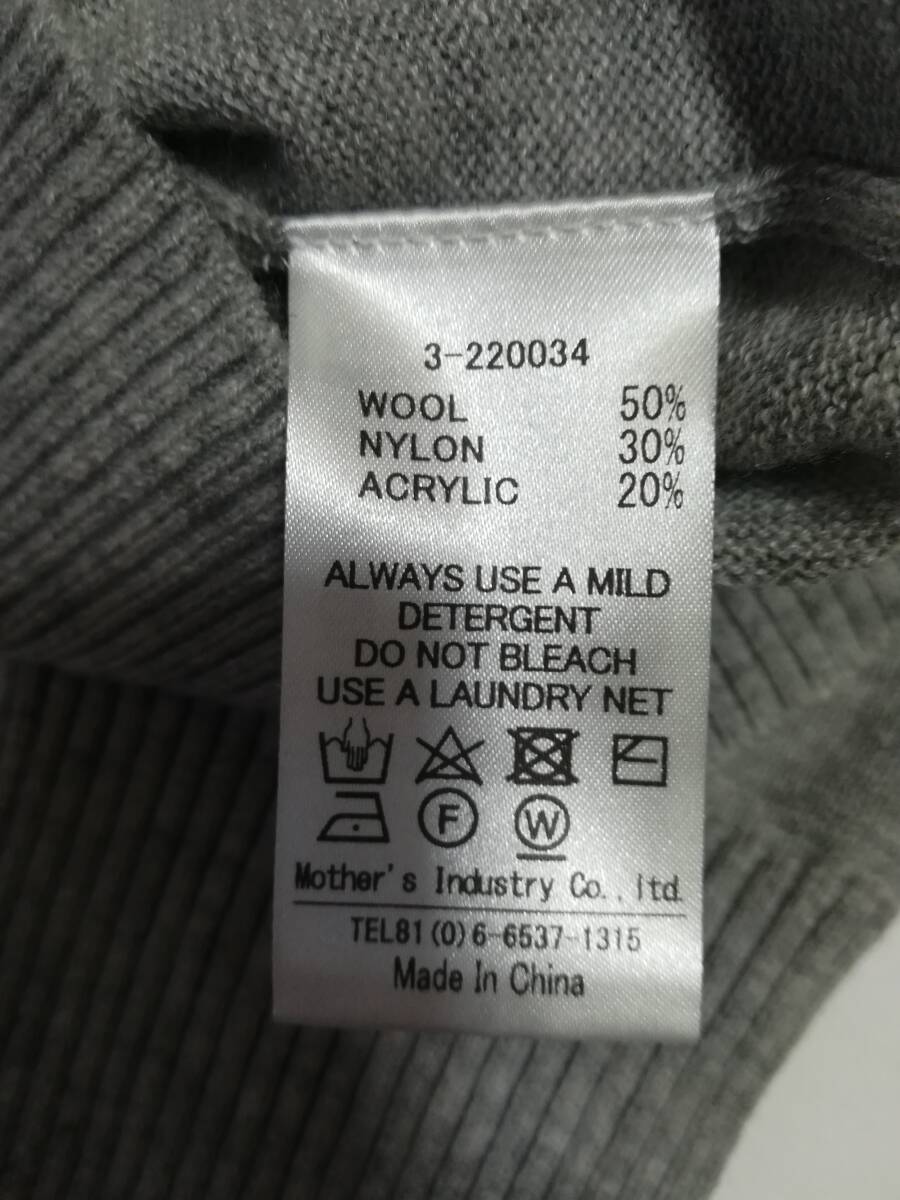 3-220034
WOOL 50%
NYLON 30%
ACRYLIC 20%
ALWAYS USE A MILD
DETERGENT
DO NOT BLEACH
USE A LAUNDRY NET
F W
Mother's Industry Co.,ltd.
TEL81(0)6-6537-1315
Made In China